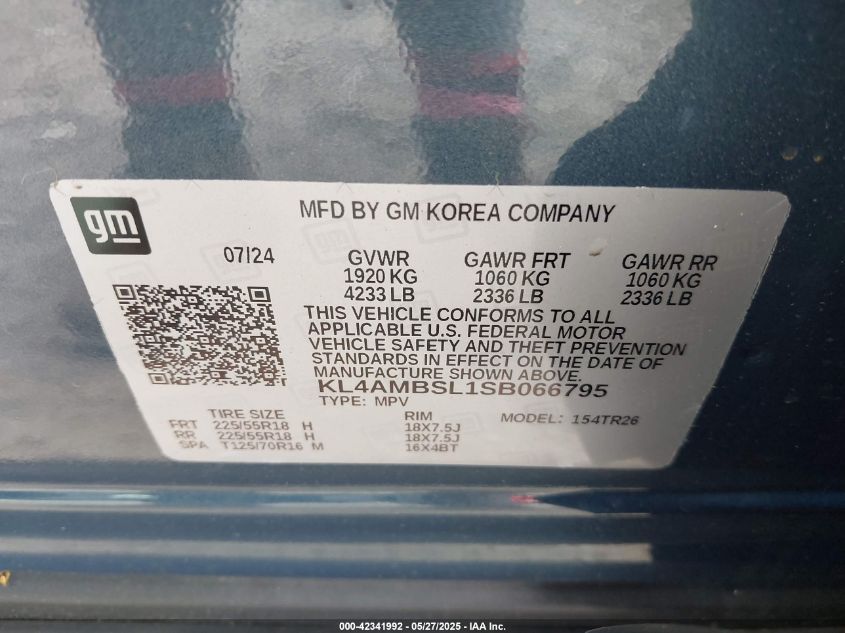 gm
MFD BY GM KOREA COMPANY
07/24 GVWR GAWR FRT GAWR RR
1920 KG 1060 KG 1060 KG
4233 LB 2336 LB 2336 LB
THIS VEHICLE CONFORMS TO ALL
APPLICABLE U.S. FEDERAL MOTOR
VEHICLE SAFETY AND THEFT PREVENTION
STANDARDS IN EFFECT ON THE DATE OF
MANUFACTURE SHOWN ABOVE.
KL4AMBSL1SB066795
TYPE: MPV
TIRE SIZE RIM MODEL: 154TR26
FRT 225/55R18 H 18X7.5J
RR 225/55R18 H 18X7.5J
SPA T125/70R16 M 16X4BT
000-42341992 - 05/27/2025 - IAA Inc.